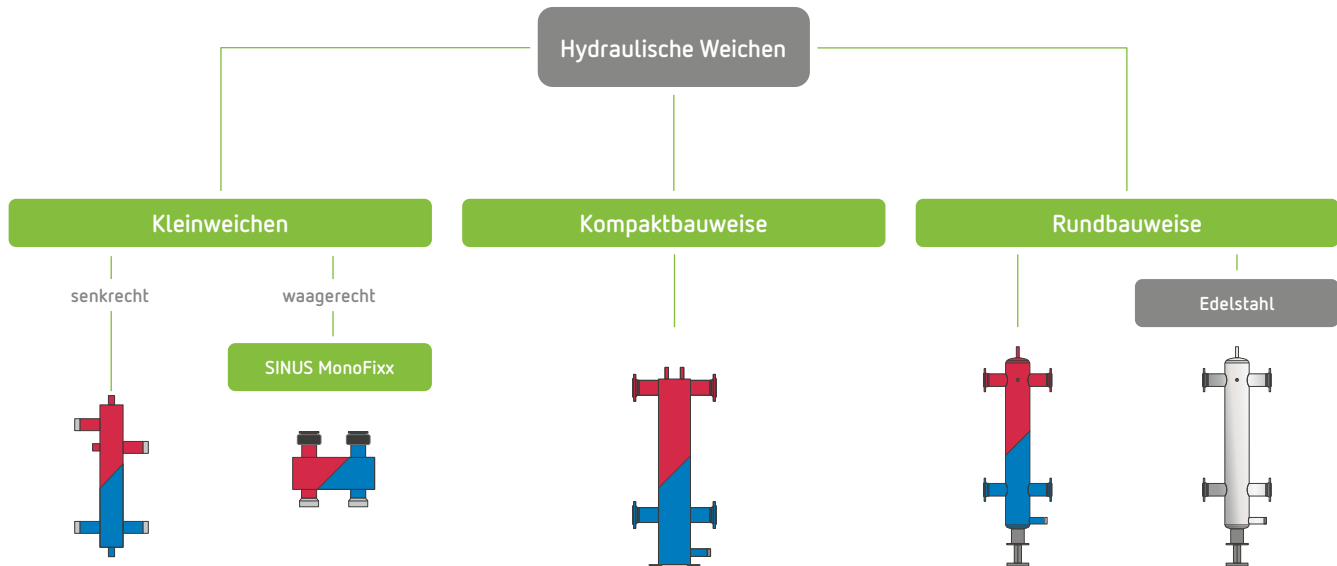 Hydraulische Weichen
Kleinweichen
Kompaktbauweise
Rundbauweise
senkrecht
waagerecht
Edelstahl
SINUS MonoFixx